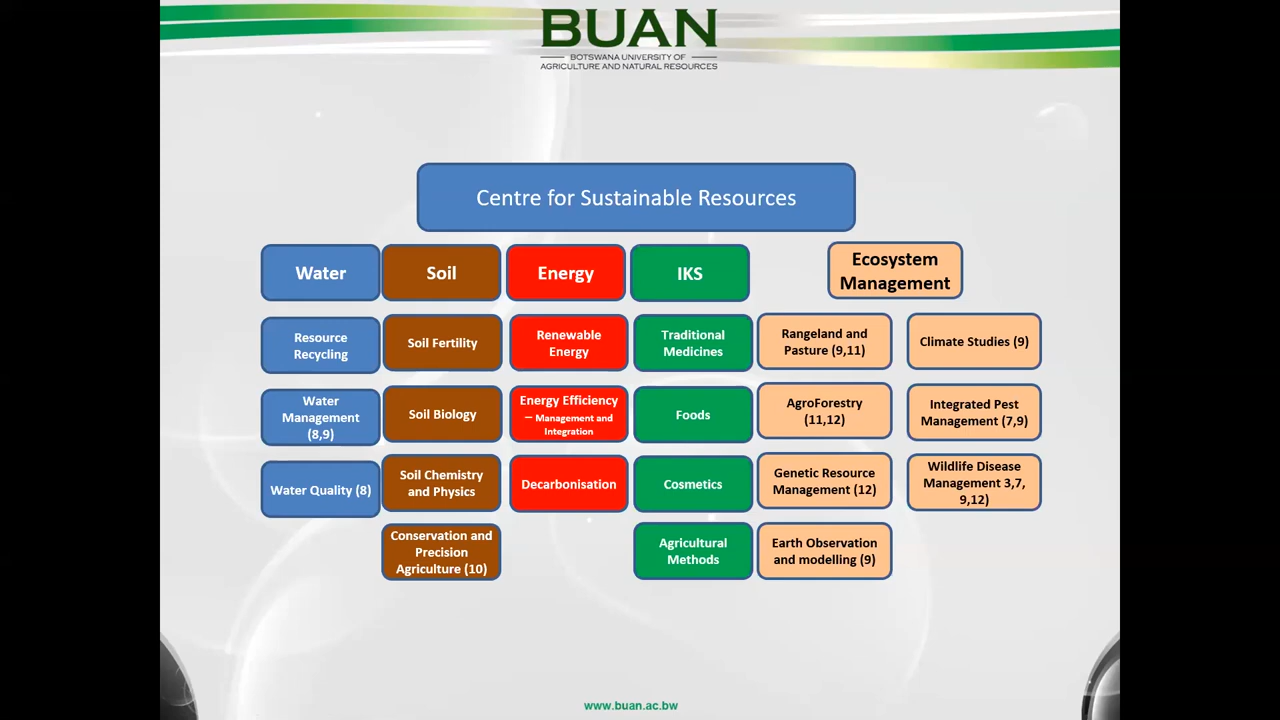 BUAN
BOTSWANA UNIVERSITY OF
AGRICULTURE AND NATURAL RESOURCES
Centre for Sustainable Resources
Water
Soil
Energy
IKS
Ecosystem
Management
Resource
Recycling
Soil Fertility
Renewable
Energy
Traditional
Medicines
Rangeland and
Pasture (9,11)
Climate Studies (9)
Water
Management
(8,9)
Soil Biology
Energy Efficiency
– Management and
Integration
Foods
AgroForestry
(11,12)
Integrated Pest
Management (7,9)
Water Quality (8)
Soil Chemistry
and Physics
Decarbonisation
Cosmetics
Genetic Resource
Management (12)
Wildlife Disease
Management 3,7,
9,12)
Conservation and
Precision
Agriculture (10)
Agricultural
Methods
Earth Observation
and modelling (9)
www.buan.ac.bw